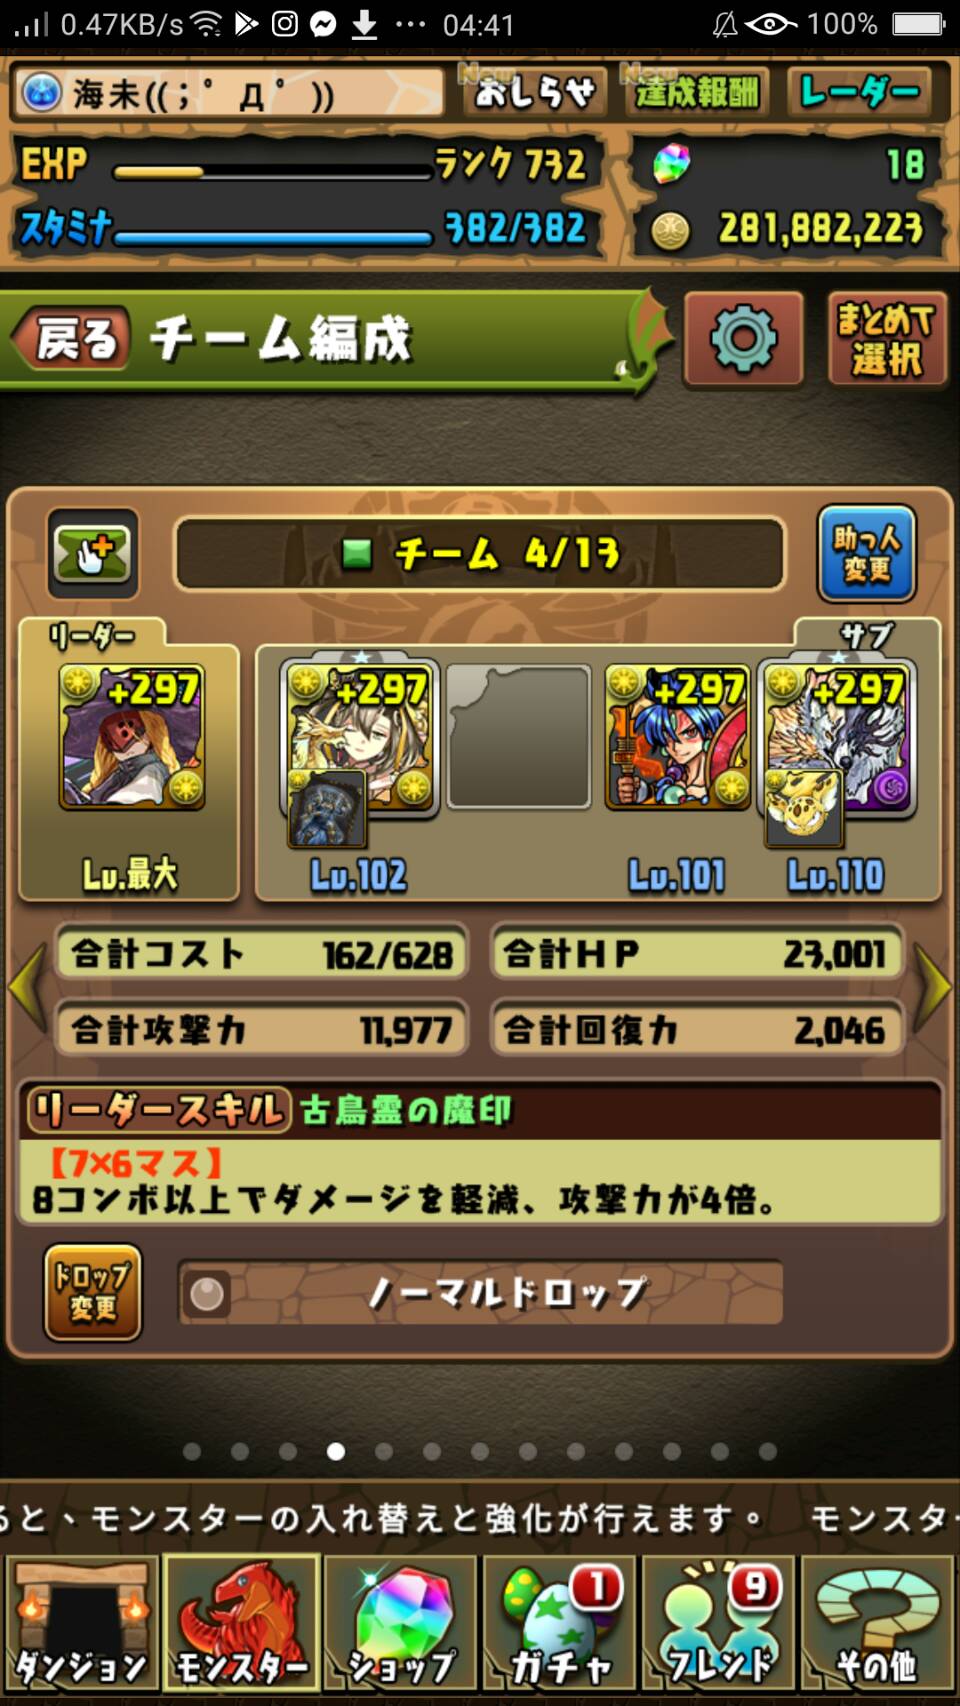 0.47KB/s ... 04:41 100%
海未((；゜Д゜)) New おしらせ New 達成報酬 レーダー
EXP ランク 732 18
スタミナ 382/382 281,882,223
戻る チーム編成 まとめて選択
チーム 4/13 助っ人変更
リーダー サブ
+297 +297 +297 +297
Lv.最大 Lv.102 Lv.101 Lv.110
合計コスト 162/628 合計HP 23,001
合計攻撃力 11,977 合計回復力 2,046
リーダースキル 古鳥霊の魔印
【7×6マス】
8コンボ以上でダメージを軽減、攻撃力が4倍。
ドロップ変更 ノーマルドロップ
ると、モンスターの入れ替えと強化が行えます。 モンスタ
1 9
ダンジョン モンスター ショップ ガチャ フレンド その他